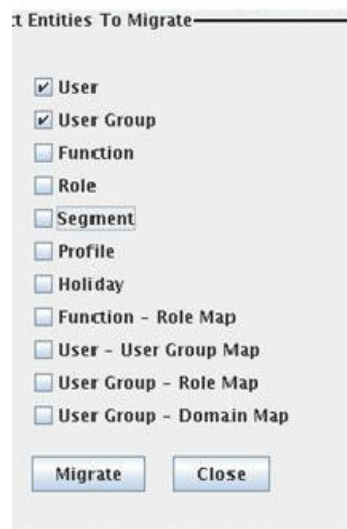 t Entities To Migrate
User
User Group
Function
Role
Segment
Profile
Holiday
Function - Role Map
User - User Group Map
User Group - Role Map
User Group - Domain Map
Migrate Close